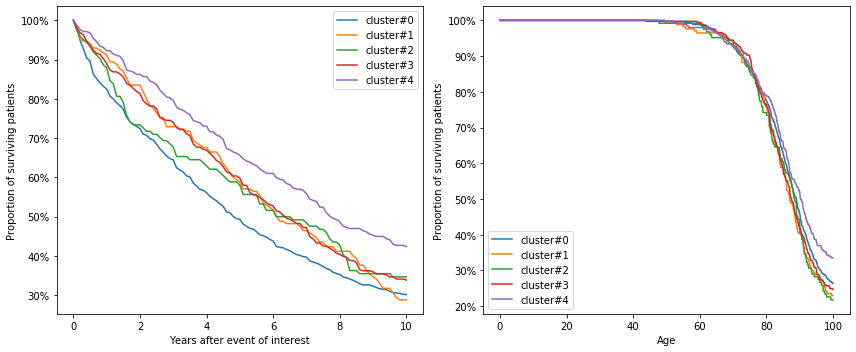 100%
90%
80%
70%
60%
50%
40%
30%
Proportion of surviving patients
0
2
4
6
8
10
Years after event of interest
cluster#0
cluster#1
cluster#2
cluster#3
cluster#4
100%
90%
80%
70%
60%
50%
40%
30%
20%
Proportion of surviving patients
0
20
40
60
80
100
Age
cluster#0
cluster#1
cluster#2
cluster#3
cluster#4